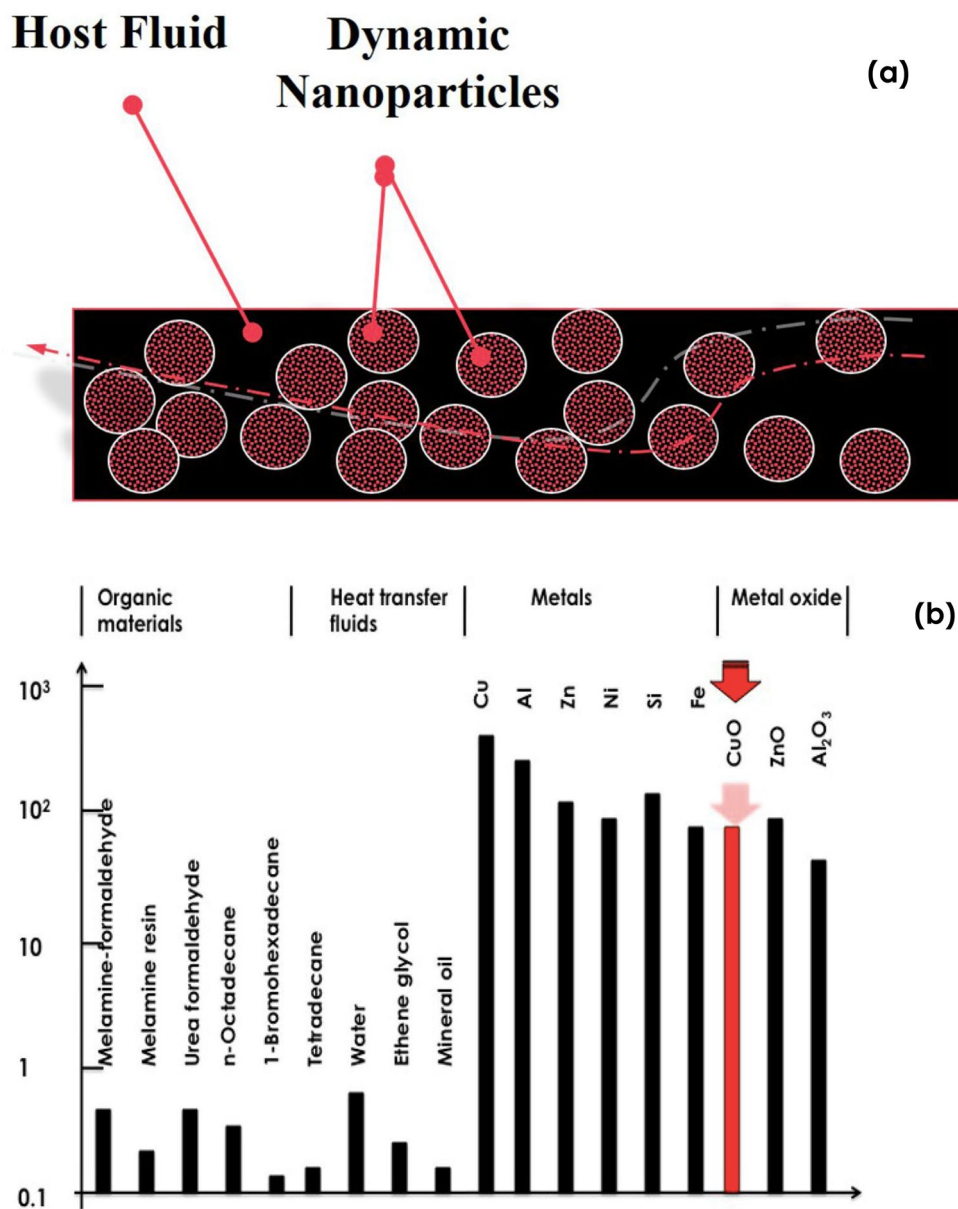 Host Fluid
Dynamic
Nanoparticles
(a)
Organic
materials
Heat transfer
fluids
Metals
Metal oxide
(b)
10³
10²
10
1
0.1
Melamine-formaldehyde
Melamine resin
Urea formaldehyde
n-Octadecane
1-Bromohexadecane
Tetradecane
Water
Ethene glycol
Mineral oil
Cu
Al
Zn
Ni
Si
Fe
CuO
ZnO
Al₂O₃